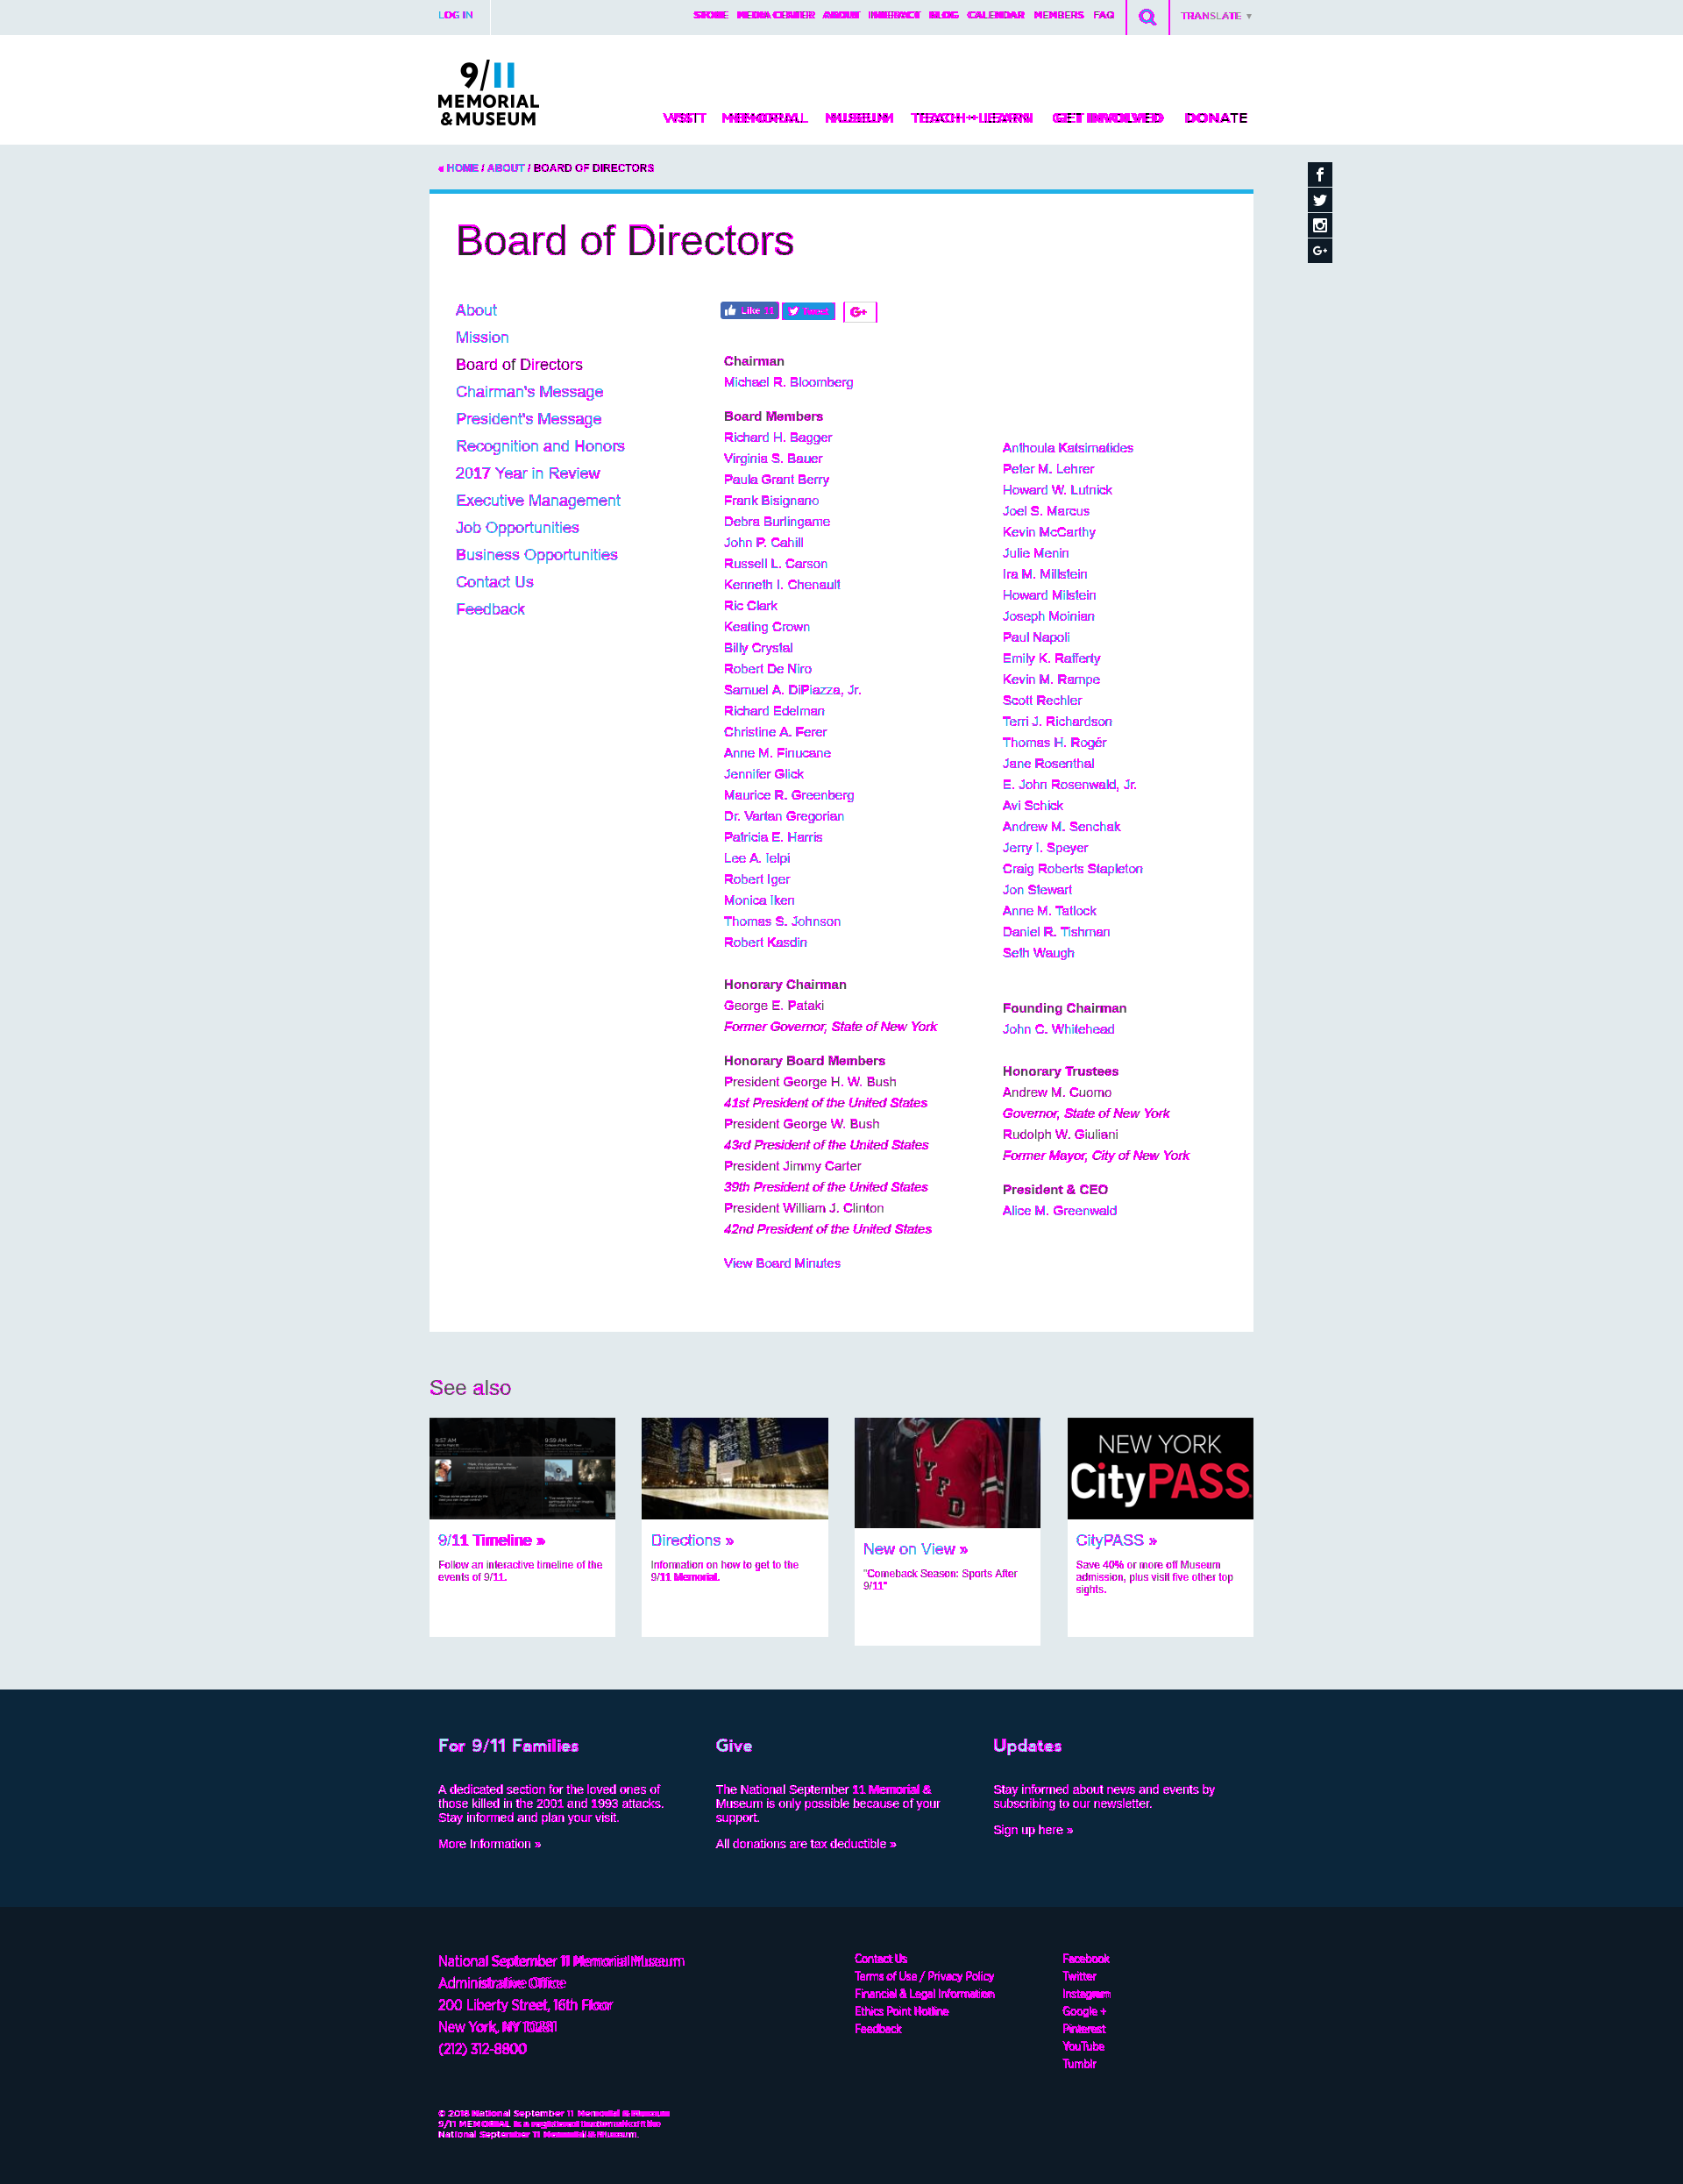 LOG IN
STORE MEDIA CENTER ABOUT INTERACT BLOG CALENDAR MEMBERS FAQ
TRANSLATE ▼
9/11
MEMORIAL
& MUSEUM
VISIT MEMORIAL MUSEUM TEACH + LEARN GET INVOLVED DONATE
« HOME / ABOUT / BOARD OF DIRECTORS
Board of Directors
About
Mission
Board of Directors
Chairman's Message
President's Message
Recognition and Honors
2017 Year in Review
Executive Management
Job Opportunities
Business Opportunities
Contact Us
Feedback
Like
Tweet
G+
Chairman
Michael R. Bloomberg
Board Members
Richard H. Bagger
Virginia S. Bauer
Paula Grant Berry
Frank Bisignano
Debra Burlingame
John P. Cahill
Russell L. Carson
Kenneth I. Chenault
Ric Clark
Keating Crown
Billy Crystal
Robert De Niro
Samuel A. DiPiazza, Jr.
Richard Edelman
Christine A. Ferer
Anne M. Finucane
Jennifer Glick
Maurice R. Greenberg
Dr. Vartan Gregorian
Patricia E. Harris
Lee A. Ielpi
Robert Iger
Monica Iken
Thomas S. Johnson
Robert Kasdin
Anthoula Katsimatides
Peter M. Lehrer
Howard W. Lutnick
Joel S. Marcus
Kevin McCarthy
Julie Menin
Ira M. Millstein
Howard Milstein
Joseph Moinian
Paul Napoli
Emily K. Rafferty
Kevin M. Rampe
Scott Rechler
Terri J. Richardson
Thomas H. Rogér
Jane Rosenthal
E. John Rosenwald, Jr.
Avi Schick
Andrew M. Senchak
Jerry I. Speyer
Craig Roberts Stapleton
Jon Stewart
Anne M. Tatlock
Daniel R. Tishman
Seth Waugh
Honorary Chairman
George E. Pataki
Former Governor, State of New York
Honorary Board Members
President George H. W. Bush
41st President of the United States
President George W. Bush
43rd President of the United States
President Jimmy Carter
39th President of the United States
President William J. Clinton
42nd President of the United States
View Board Minutes
Founding Chairman
John C. Whitehead
Honorary Trustees
Andrew M. Cuomo
Governor, State of New York
Rudolph W. Giuliani
Former Mayor, City of New York
President & CEO
Alice M. Greenwald
See also
9:57 AM
9:59 AM
NYFD
NEW YORK
CityPASS
9/11 Timeline »
Follow an interactive timeline of the
events of 9/11.
Directions »
Information on how to get to the
9/11 Memorial.
New on View »
"Comeback Season: Sports After
9/11"
CityPASS »
Save 40% or more off Museum
admission, plus visit five other top
sights.
For 9/11 Families
A dedicated section for the loved ones of
those killed in the 2001 and 1993 attacks.
Stay informed and plan your visit.
More Information »
Give
The National September 11 Memorial &
Museum is only possible because of your
support.
All donations are tax deductible »
Updates
Stay informed about news and events by
subscribing to our newsletter.
Sign up here »
National September 11 Memorial Museum
Administrative Office
200 Liberty Street, 16th Floor
New York, NY 10281
(212) 312-8800
Contact Us
Terms of Use / Privacy Policy
Financial & Legal Information
Ethics Point Hotline
Feedback
Facebook
Twitter
Instagram
Google +
Pinterest
YouTube
Tumblr
© 2018 National September 11 Memorial & Museum
9/11 MEMORIAL is a registered trademark of the
National September 11 Memorial & Museum.